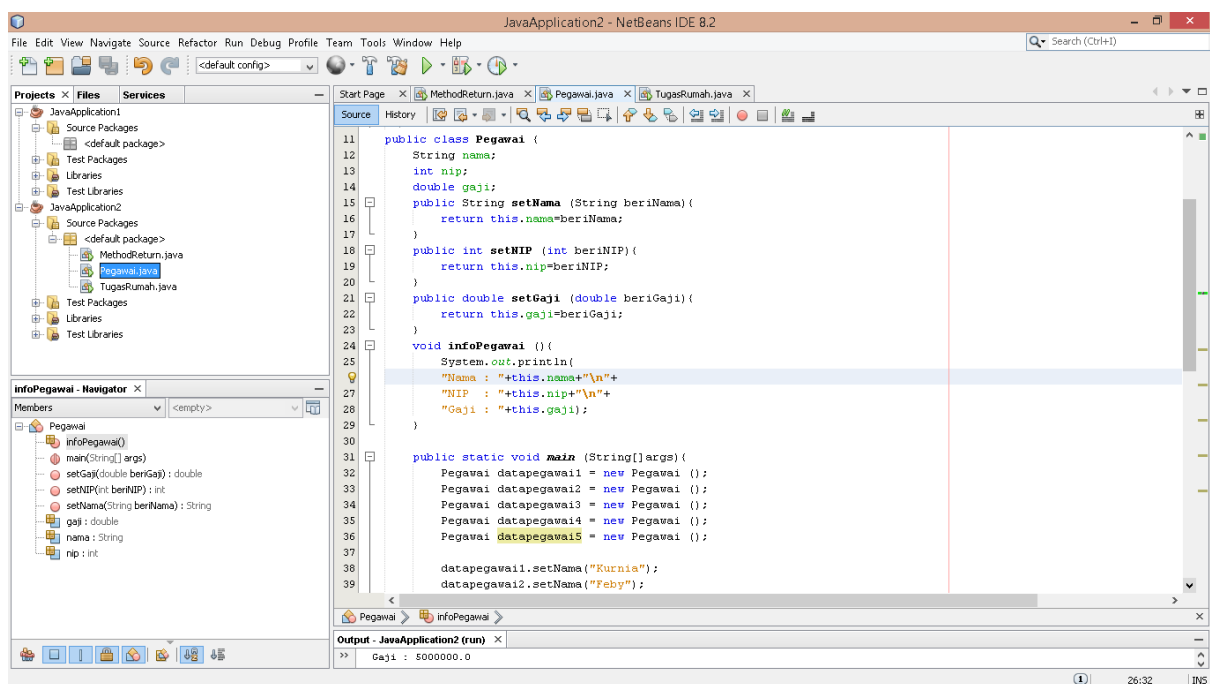 JavaApplication2 - NetBeans IDE 8.2
File Edit View Navigate Source Refactor Run Debug Profile Team Tools Window Help
Search (Ctrl+I)
<default config>
Projects Files Services
JavaApplication1
Source Packages
<default package>
Test Packages
Libraries
Test Libraries
JavaApplication2
Source Packages
<default package>
MethodReturn.java
Pegawai.java
TugasRumah.java
Test Packages
Libraries
Test Libraries
infoPegawai - Navigator
Members
<empty>
Pegawai
infoPegawai()
main(String[] args)
setGaji(double beriGaji) : double
setNIP(int beriNIP) : int
setNama(String beriNama) : String
gaji : double
nama : String
nip : int
Start Page MethodReturn.java Pegawai.java TugasRumah.java
Source History
11 public class Pegawai {
12 String nama;
13 int nip;
14 double gaji;
15 public String setNama (String beriNama){
16 return this.nama=beriNama;
17 }
18 public int setNIP (int beriNIP){
19 return this.nip=beriNIP;
20 }
21 public double setGaji (double beriGaji){
22 return this.gaji=beriGaji;
23 }
24 void infoPegawai (){
25 System.out.println(
"Nama : "+this.nama+"\n"+
27 "NIP  : "+this.nip+"\n"+
28 "Gaji : "+this.gaji);
29 }
30
31 public static void main (String[]args){
32 Pegawai datapegawai1 = new Pegawai ();
33 Pegawai datapegawai2 = new Pegawai ();
34 Pegawai datapegawai3 = new Pegawai ();
35 Pegawai datapegawai4 = new Pegawai ();
36 Pegawai datapegawai5 = new Pegawai ();
37
38 datapegawai1.setNama("Kurnia");
39 datapegawai2.setNama("Feby");
Pegawai infoPegawai
Output - JavaApplication2 (run)
Gaji : 5000000.0
1 26:32 INS